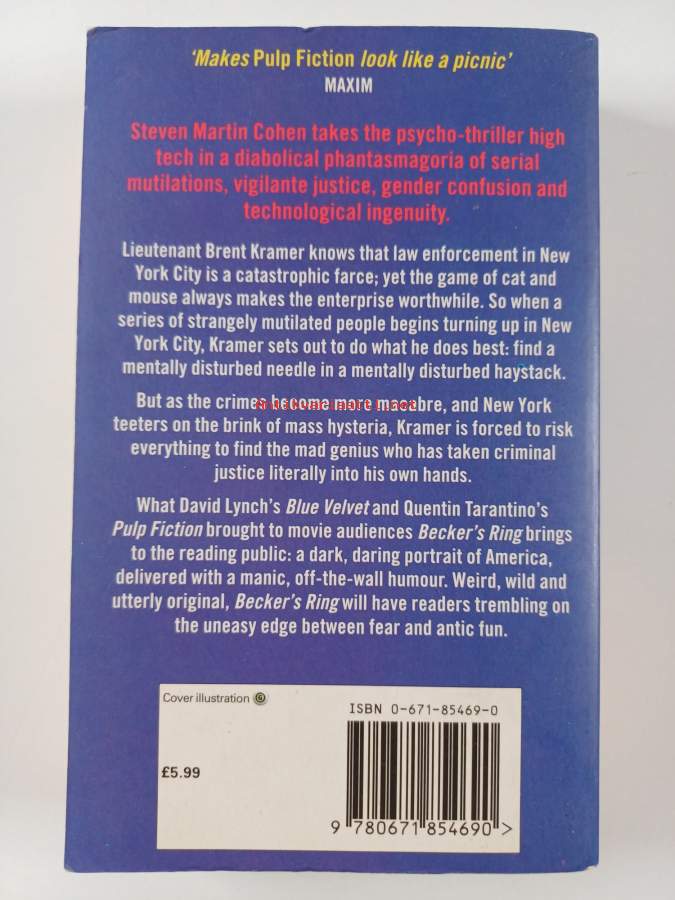 ‘Makes Pulp Fiction look like a picnic’
MAXIM
Steven Martin Cohen takes the psycho-thriller high
tech in a diabolical phantasmagoria of serial
mutilations, vigilante justice, gender confusion and
technological ingenuity.
Lieutenant Brent Kramer knows that law enforcement in New
York City is a catastrophic farce; yet the game of cat and
mouse always makes the enterprise worthwhile. So when a
series of strangely mutilated people begins turning up in New
York City, Kramer sets out to do what he does best: find a
mentally disturbed needle in a mentally disturbed haystack.
But as the crimes become more macabre, and New York
teeters on the brink of mass hysteria, Kramer is forced to risk
everything to find the mad genius who has taken criminal
justice literally into his own hands.
What David Lynch’s Blue Velvet and Quentin Tarantino’s
Pulp Fiction brought to movie audiences Becker’s Ring brings
to the reading public: a dark, daring portrait of America,
delivered with a manic, off-the-wall humour. Weird, wild and
utterly original, Becker’s Ring will have readers trembling on
the uneasy edge between fear and antic fun.
Cover illustration
ISBN 0-671-85469-0
£5.99
9 780671 854690 >